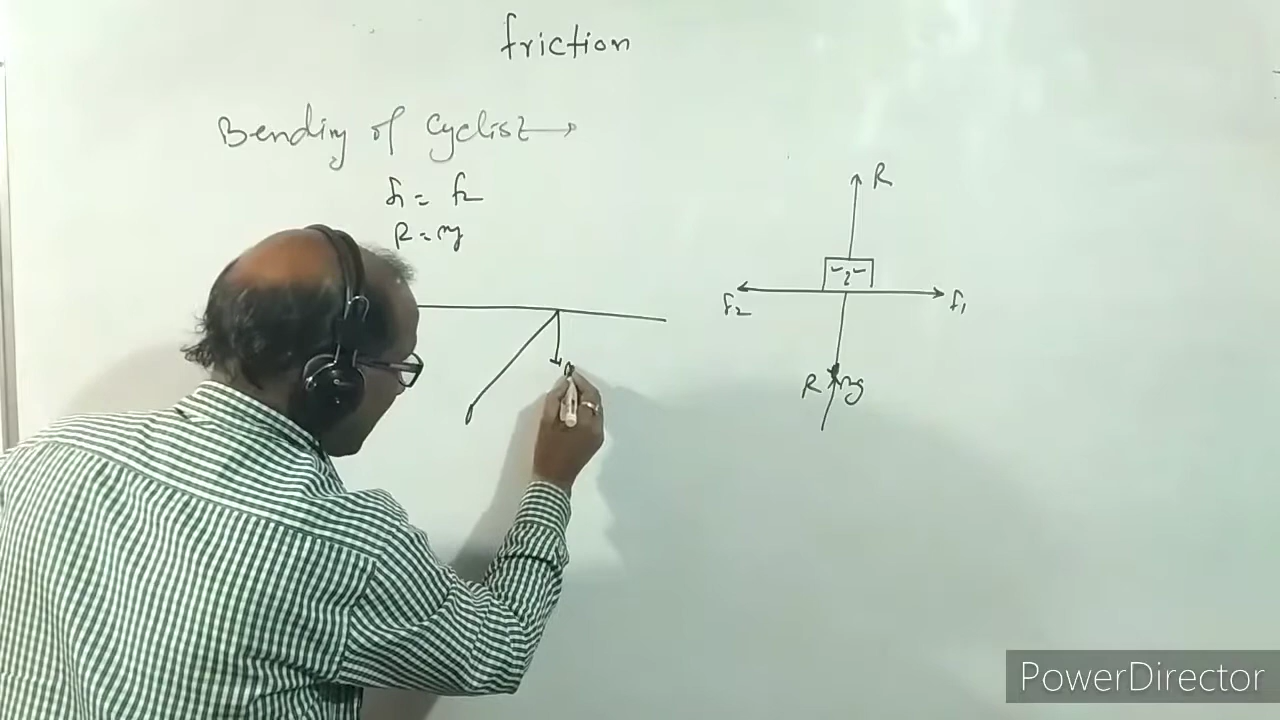 friction
Bending of Cyclist →
f1 = f2
R = mg
R
f2
f1
R
mg
PowerDirector